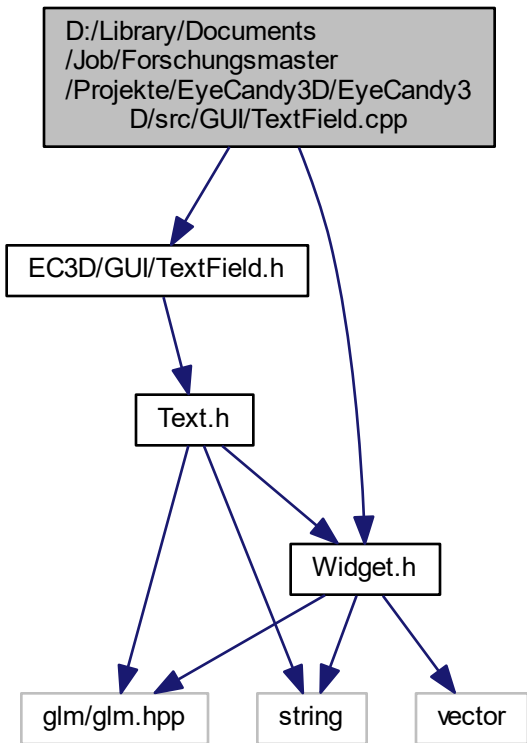 D:/Library/Documents
/Job/Forschungsmaster
/Projekte/EyeCandy3D/EyeCandy3
D/src/GUI/TextField.cpp
EC3D/GUI/TextField.h
Text.h
Widget.h
glm/glm.hpp
string
vector